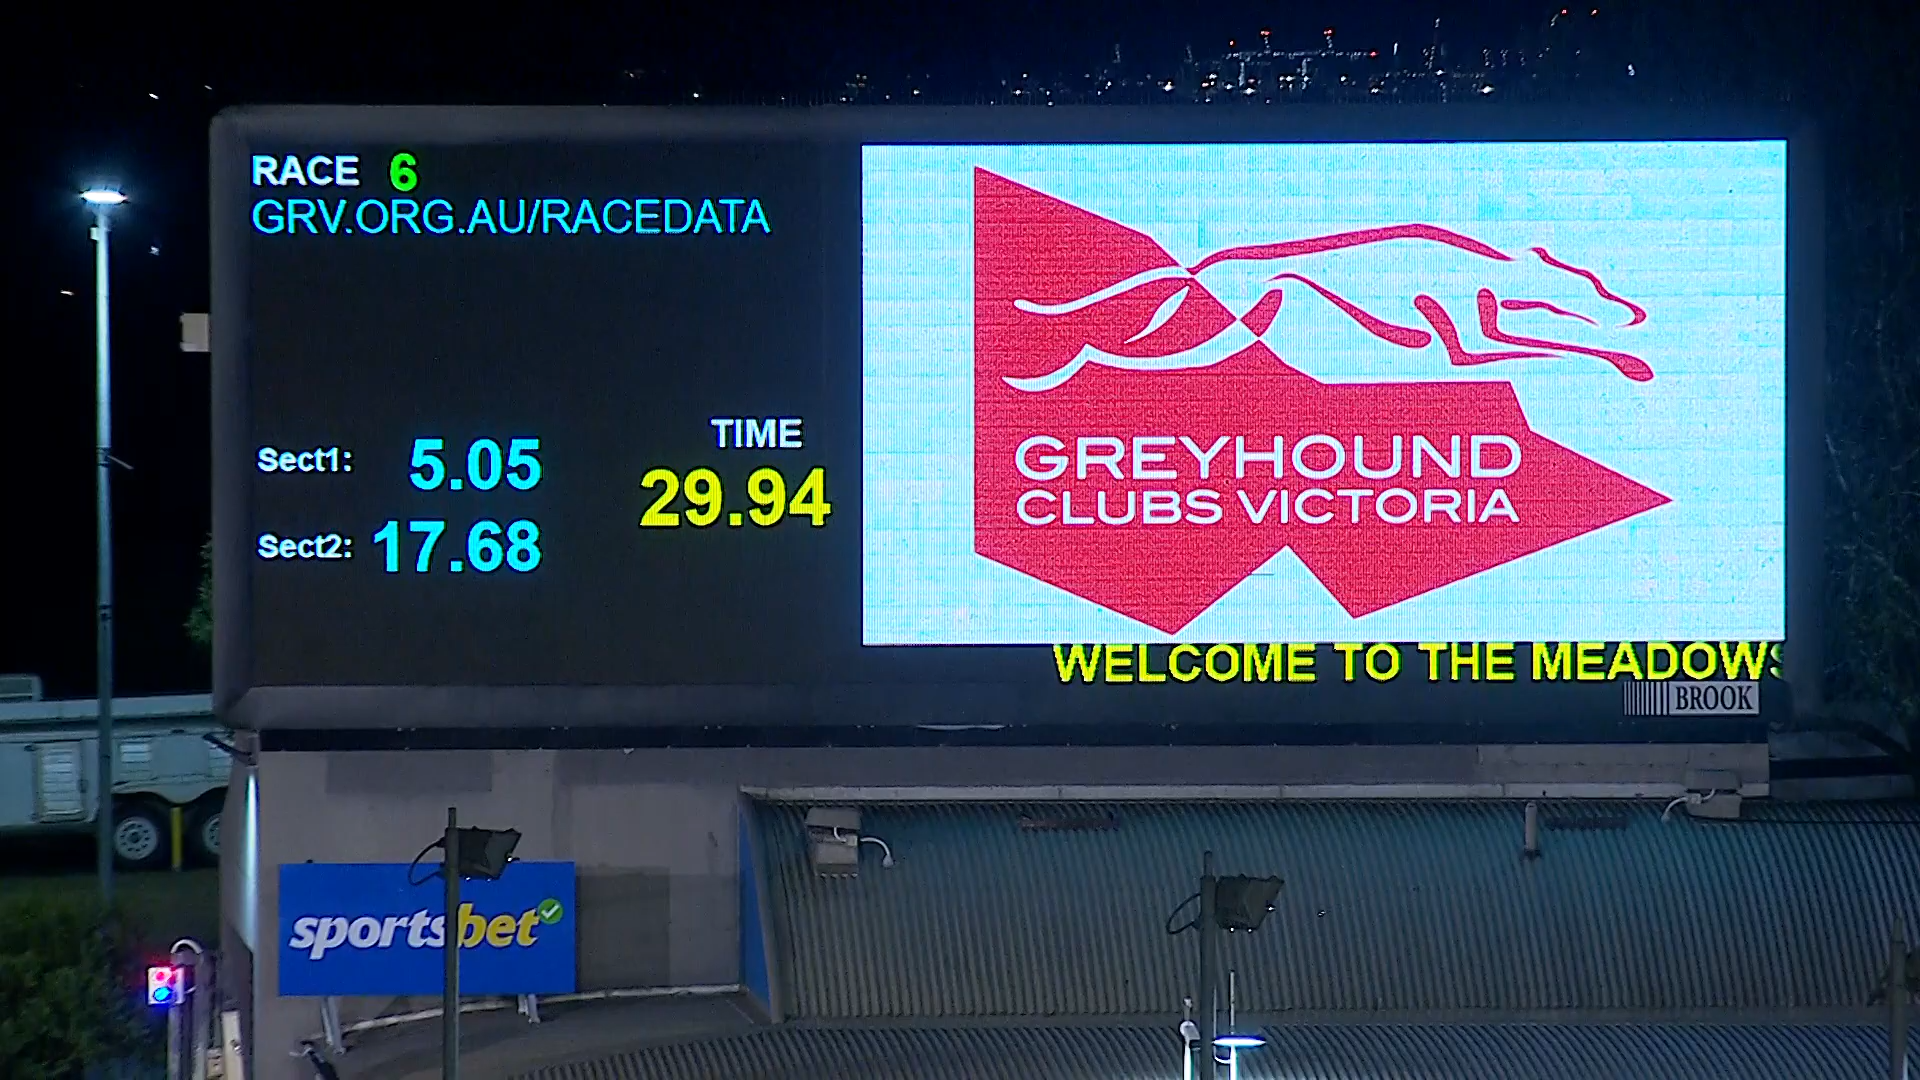 RACE 6
GRV.ORG.AU/RACEDATA
TIME
Sect1: 5.05
29.94
Sect2: 17.68
GREYHOUND
CLUBS VICTORIA
WELCOME TO THE MEADOWS
BROOK
sportsbet